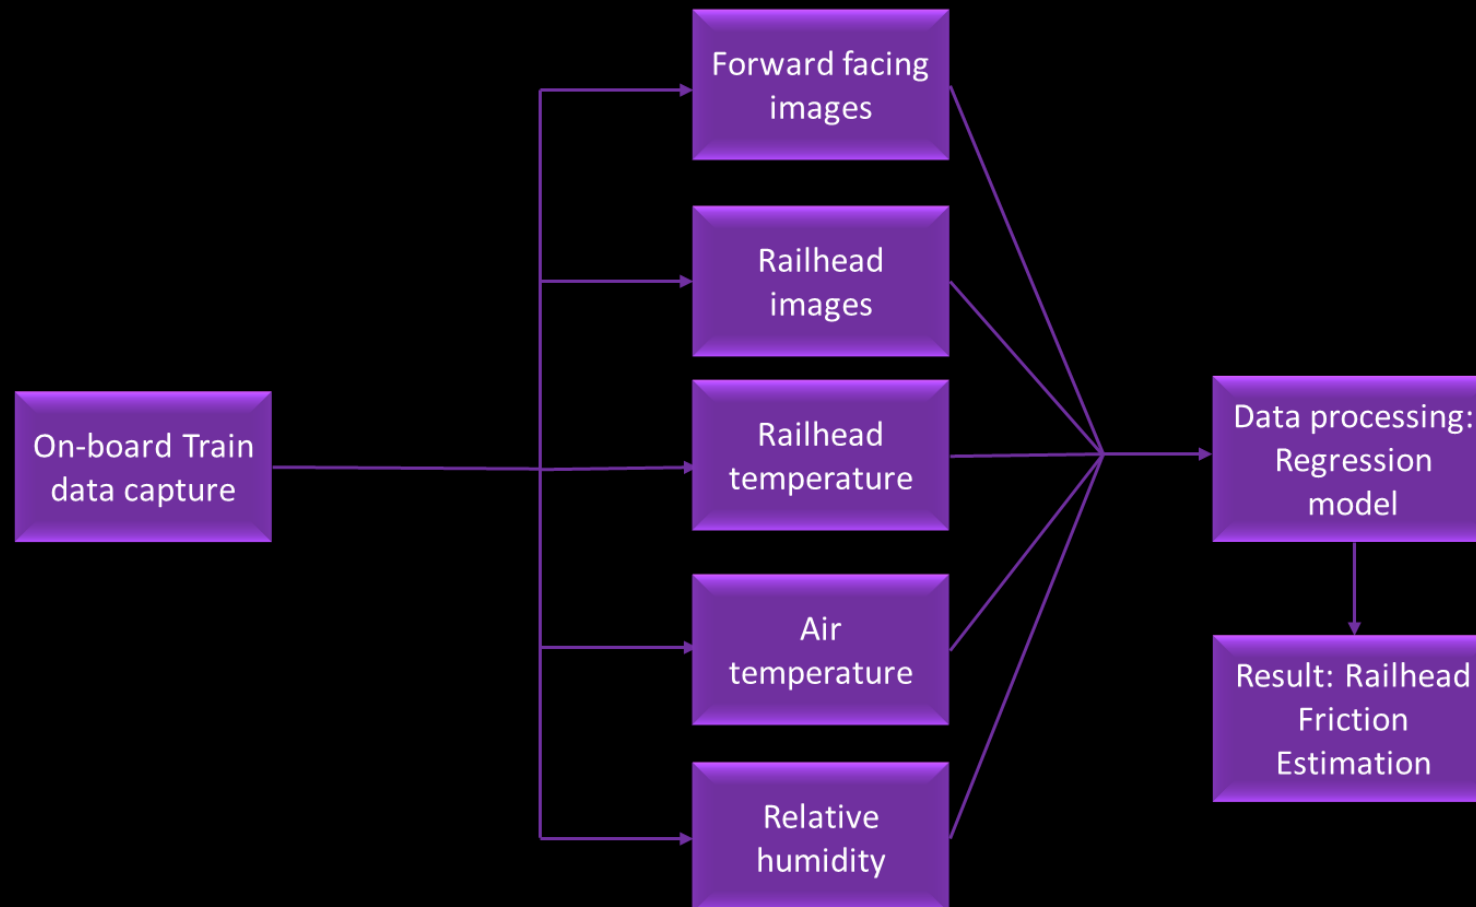 Forward facing
images
Railhead
images
On-board Train
data capture
Railhead
temperature
Air
temperature
Relative
humidity
Data processing:
Regression
model
Result: Railhead
Friction
Estimation